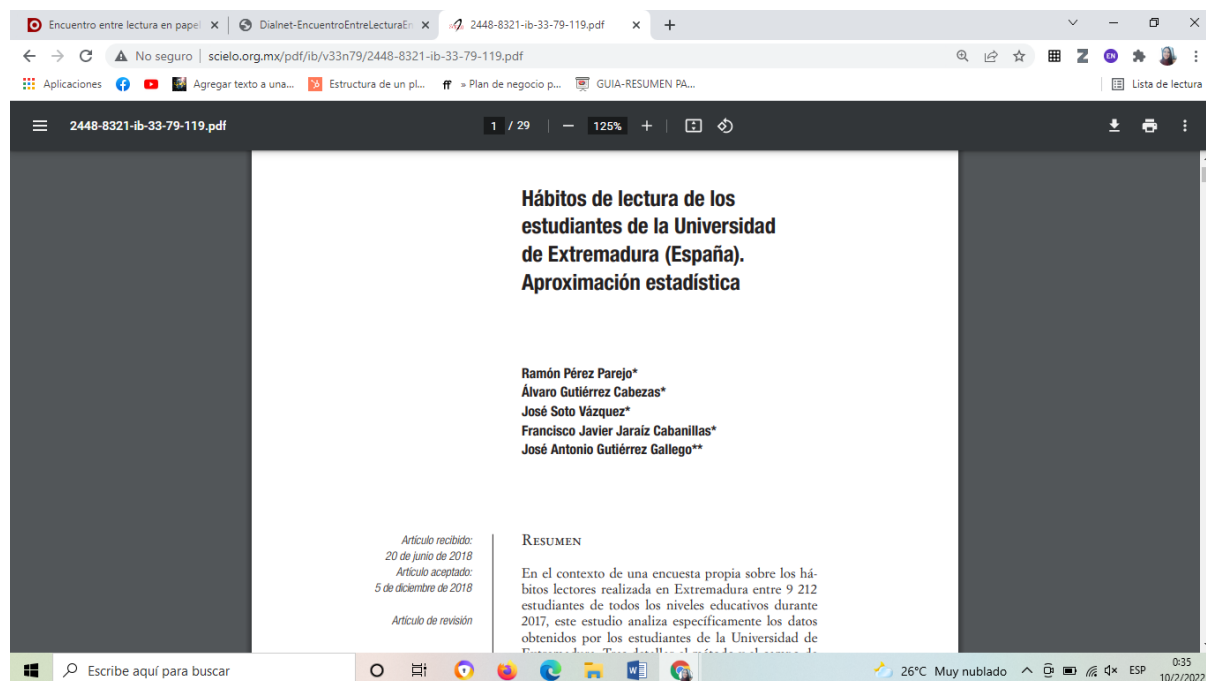 Encuentro entre lectura en papel
Dialnet-EncuentroEntreLecturaEn
2448-8321-ib-33-79-119.pdf
No seguro | scielo.org.mx/pdf/ib/v33n79/2448-8321-ib-33-79-119.pdf
Aplicaciones
Agregar texto a una...
Estructura de un pl...
» Plan de negocio p...
GUIA-RESUMEN PA...
Lista de lectura
2448-8321-ib-33-79-119.pdf
1 / 29
125%
Hábitos de lectura de los
estudiantes de la Universidad
de Extremadura (España).
Aproximación estadística
Ramón Pérez Parejo*
Álvaro Gutiérrez Cabezas*
José Soto Vázquez*
Francisco Javier Jaraíz Cabanillas*
José Antonio Gutiérrez Gallego**
Artículo recibido:
20 de junio de 2018
Artículo aceptado:
5 de diciembre de 2018
Artículo de revisión
Resumen
En el contexto de una encuesta propia sobre los há-
bitos lectores realizada en Extremadura entre 9 212
estudiantes de todos los niveles educativos durante
2017, este estudio analiza específicamente los datos
obtenidos por los estudiantes de la Universidad de
Escribe aquí para buscar
26°C Muy nublado
ESP
0:35
10/2/2022